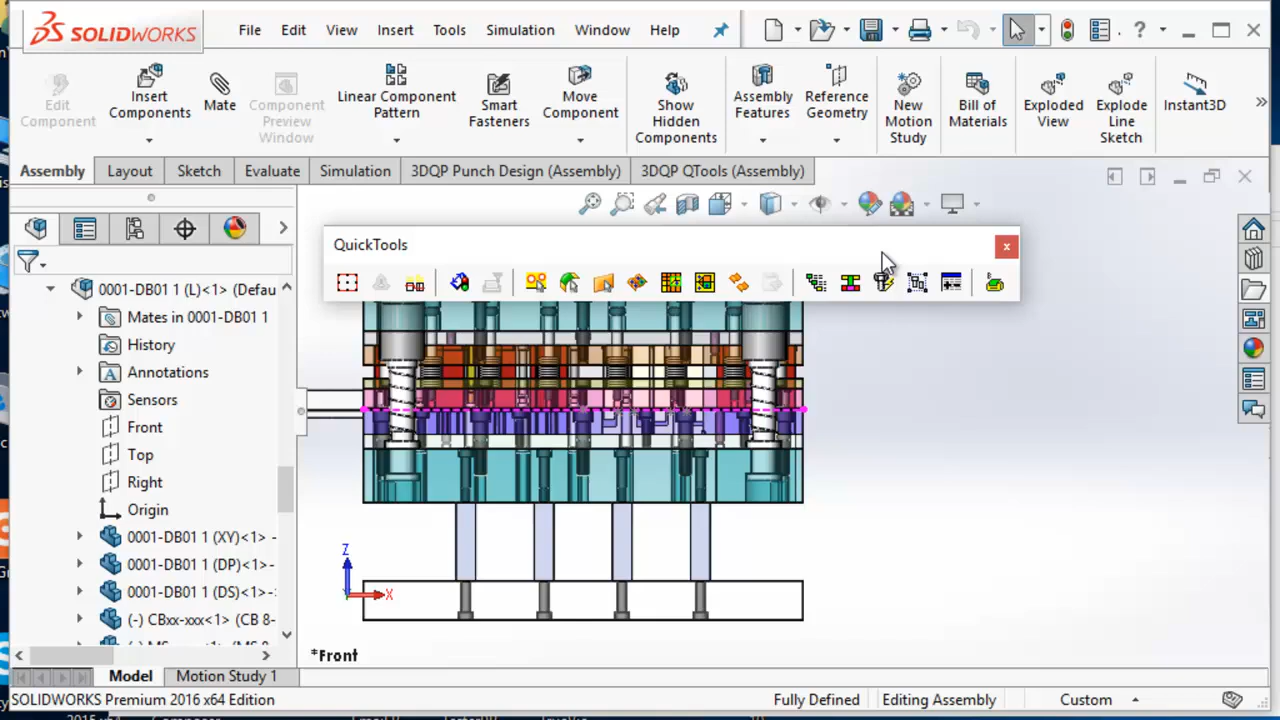 SOLIDWORKS
File Edit View Insert Tools Simulation Window Help
Edit Component
Insert Components
Mate
Component Preview Window
Linear Component Pattern
Smart Fasteners
Move Component
Show Hidden Components
Assembly Features
Reference Geometry
New Motion Study
Bill of Materials
Exploded View
Explode Line Sketch
Instant3D
Assembly Layout Sketch Evaluate Simulation 3DQP Punch Design (Assembly) 3DQP QTools (Assembly)
QuickTools
0001-DB01 1 (L)<1> (Defau
Mates in 0001-DB01 1
History
Annotations
Sensors
Front
Top
Right
Origin
0001-DB01 1 (XY)<1> -
0001-DB01 1 (DP)<1>-
0001-DB01 1 (DS)<1>-
(-) CBxx-xxx<1> (CB 8-
Z
X
*Front
Model Motion Study 1
SOLIDWORKS Premium 2016 x64 Edition
Fully Defined Editing Assembly Custom